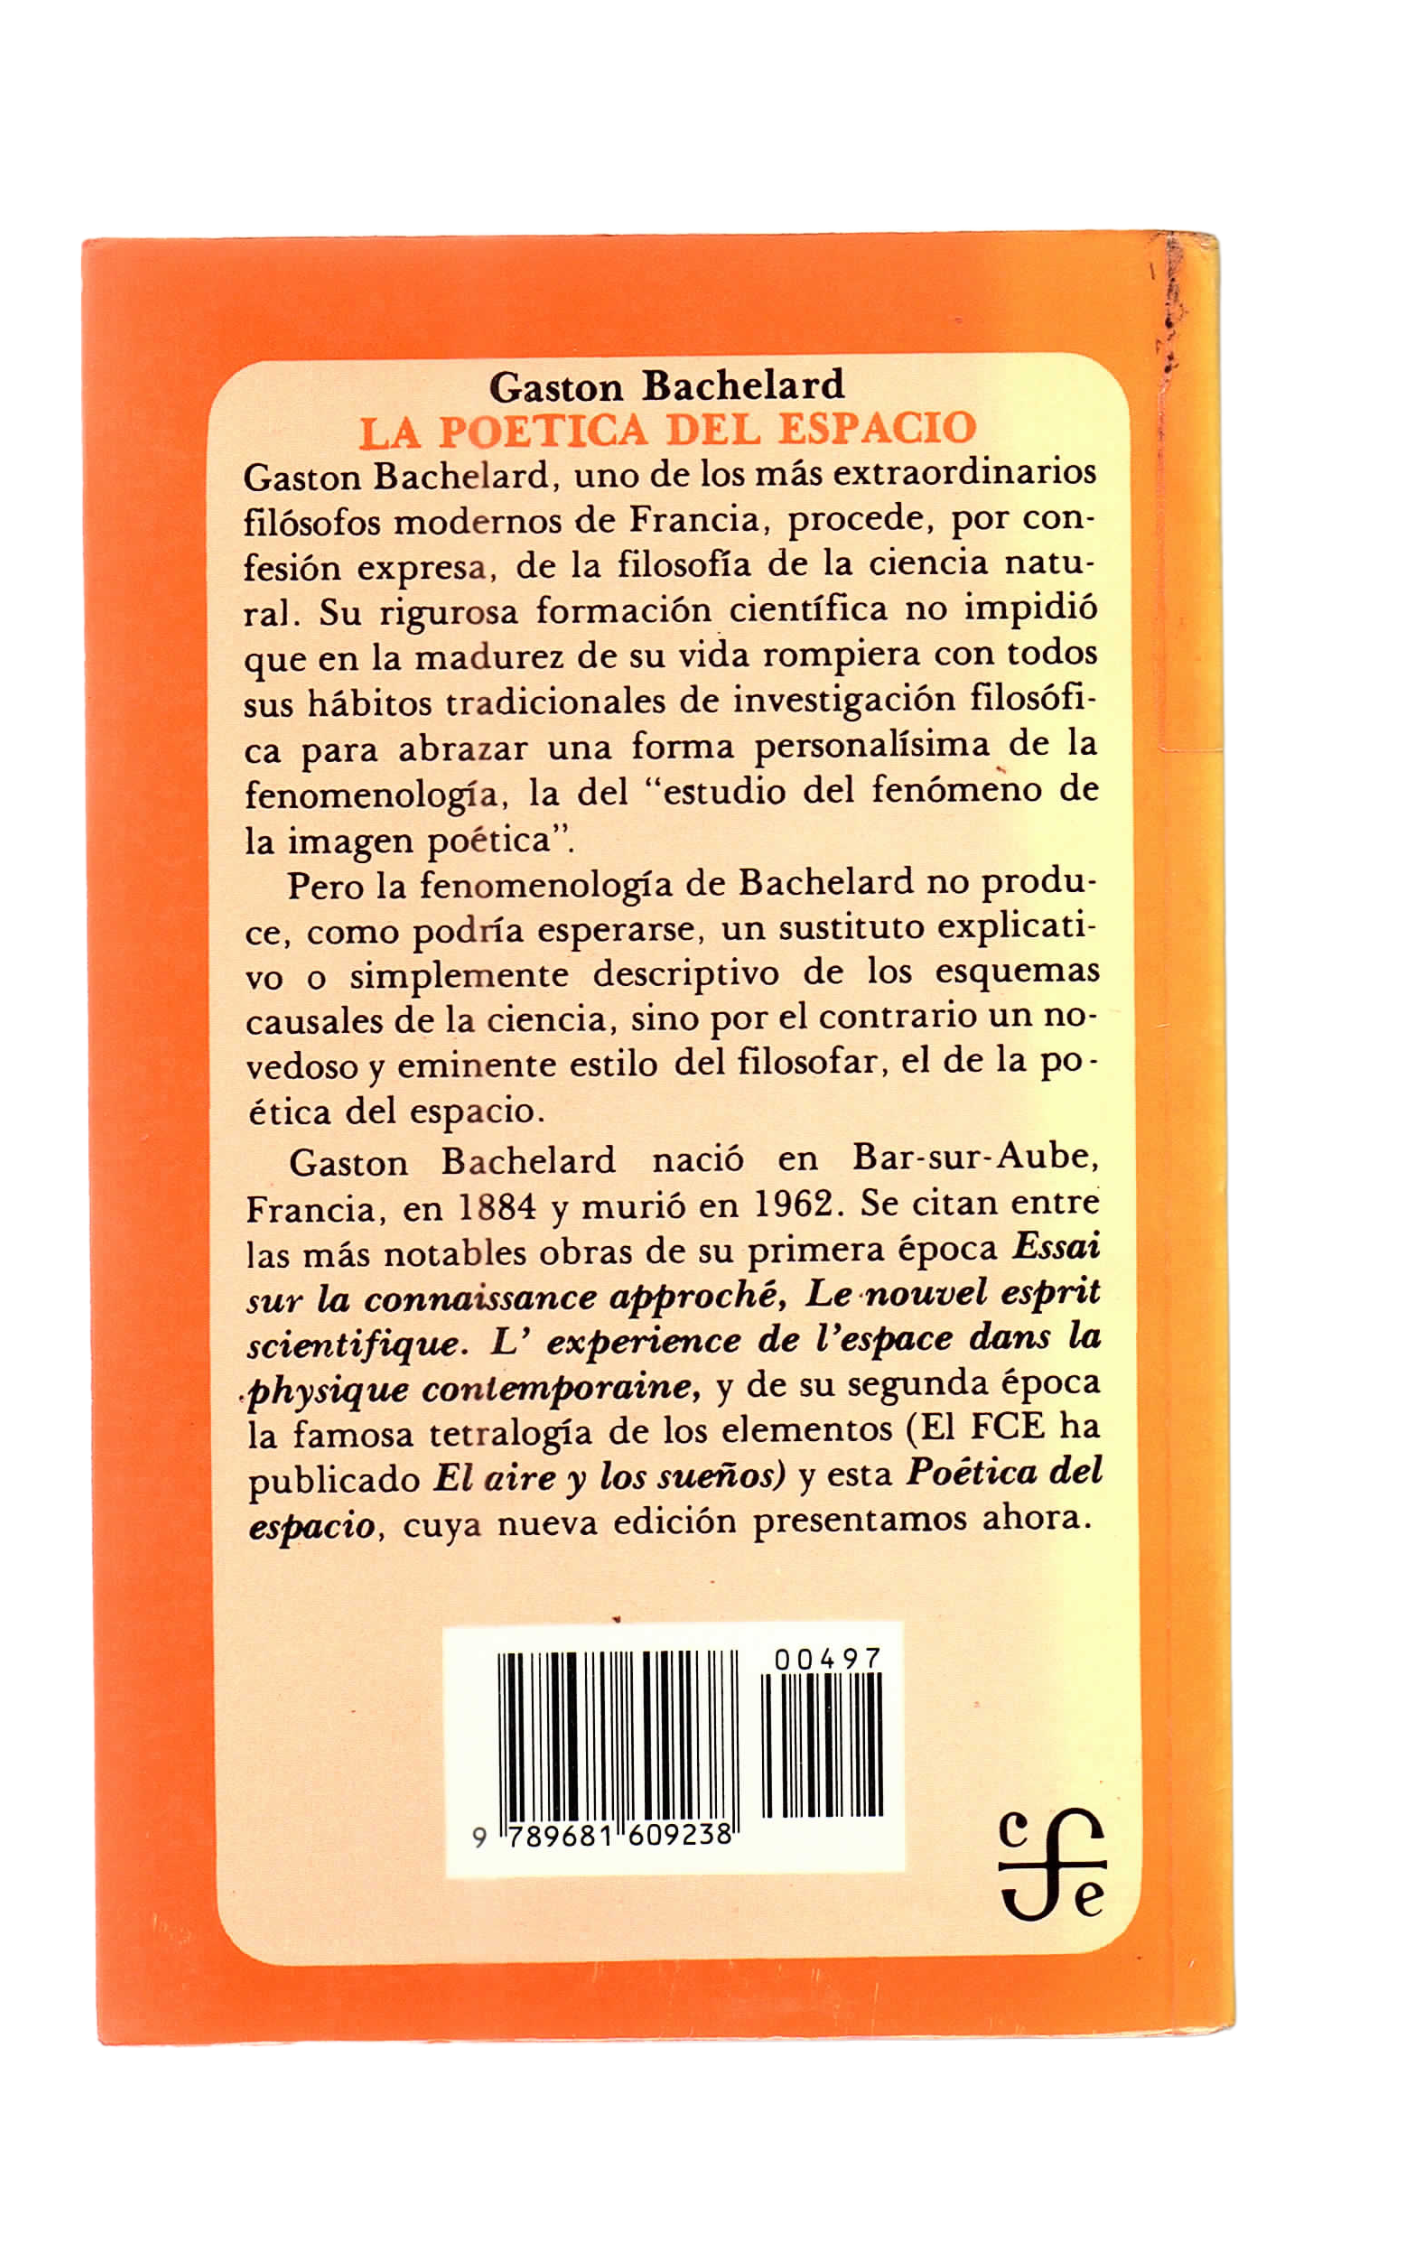 Gaston Bachelard
LA POETICA DEL ESPACIO
Gaston Bachelard, uno de los más extraordinarios
filósofos modernos de Francia, procede, por con-
fesión expresa, de la filosofía de la ciencia natu-
ral. Su rigurosa formación científica no impidió
que en la madurez de su vida rompiera con todos
sus hábitos tradicionales de investigación filosófi-
ca para abrazar una forma personalísima de la
fenomenología, la del “estudio del fenómeno de
la imagen poética”.
Pero la fenomenología de Bachelard no produ-
ce, como podría esperarse, un sustituto explicati-
vo o simplemente descriptivo de los esquemas
causales de la ciencia, sino por el contrario un no-
vedoso y eminente estilo del filosofar, el de la po-
ética del espacio.
Gaston Bachelard nació en Bar-sur-Aube,
Francia, en 1884 y murió en 1962. Se citan entre
las más notables obras de su primera época Essai
sur la connaissance approché, Le nouvel esprit
scientifique. L’ experience de l’espace dans la
physique contemporaine, y de su segunda época
la famosa tetralogía de los elementos (El FCE ha
publicado El aire y los sueños) y esta Poética del
espacio, cuya nueva edición presentamos ahora.
00497
9 789681 609238
c f e